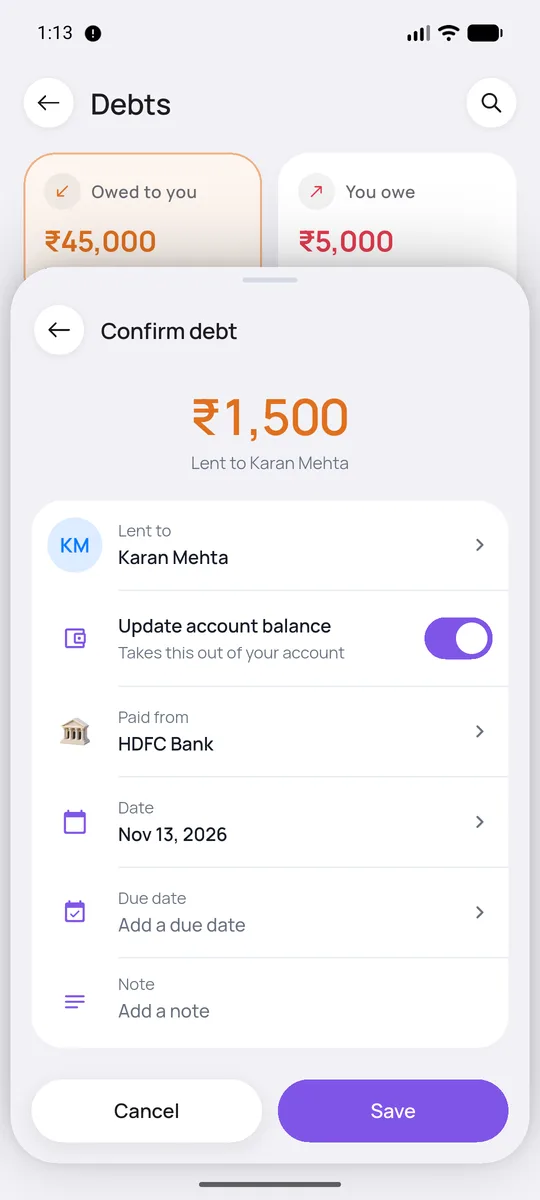 1:13
Debts
Owed to you
₹45,000
You owe
₹5,000
Confirm debt
₹1,500
Lent to Karan Mehta
KM
Lent to
Karan Mehta
Update account balance
Takes this out of your account
Paid from
HDFC Bank
Date
Nov 13, 2026
Due date
Add a due date
Note
Add a note
Cancel
Save